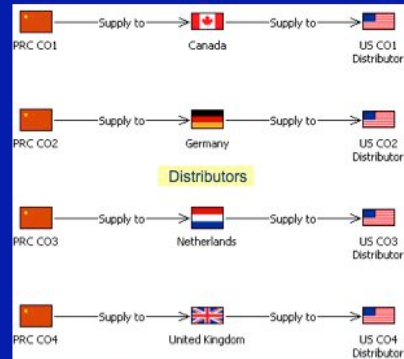 Supply to
Supply to
PRC CO1
Canada
US CO1
Distributor
Supply to
Supply to
PRC CO2
Germany
US CO2
Distributor
Distributors
Supply to
Supply to
PRC CO3
Netherlands
US CO3
Distributor
Supply to
Supply to
PRC CO4
United Kingdom
US CO4
Distributor